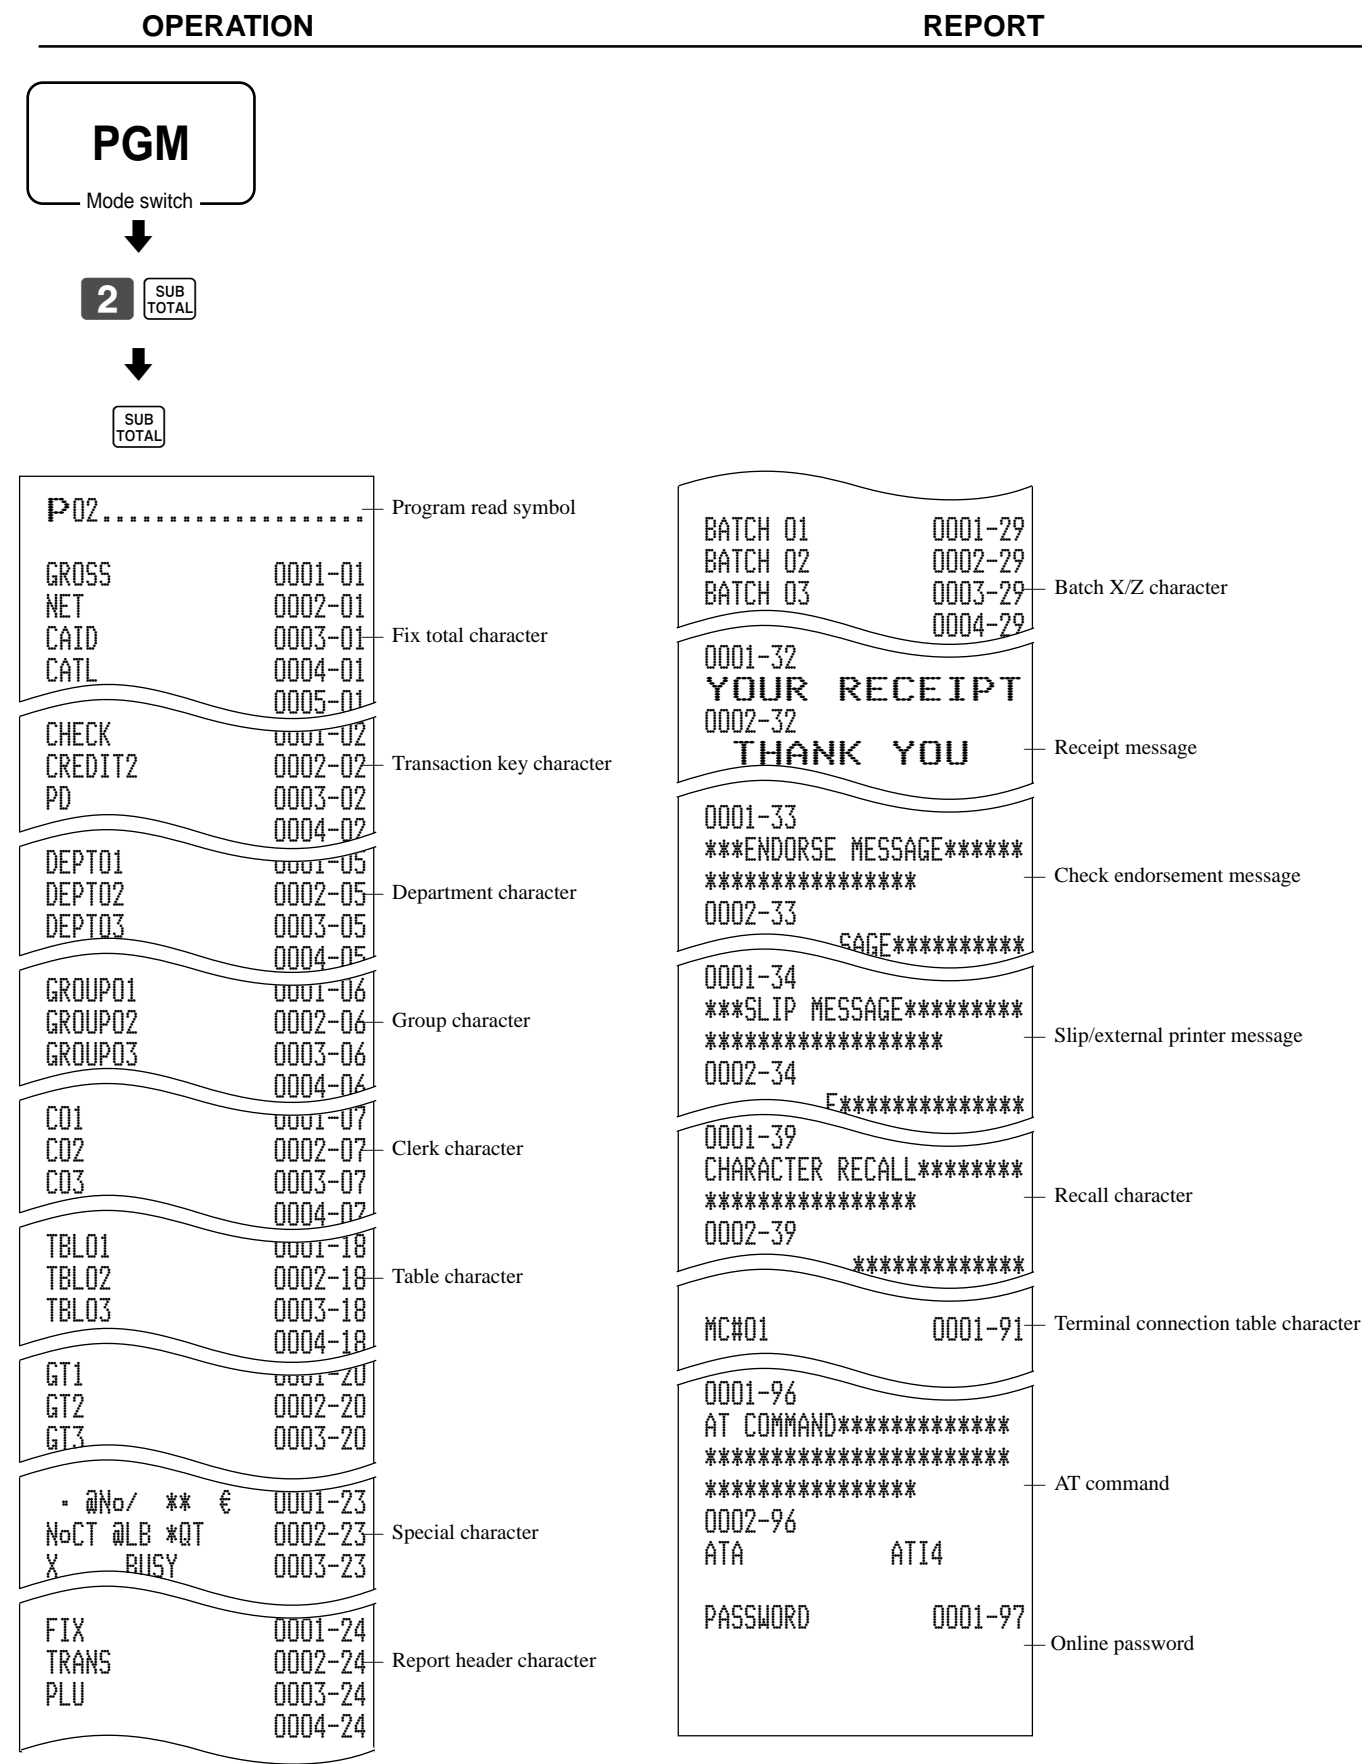 OPERATION
REPORT
PGM
Mode switch
2 SUB TOTAL
SUB TOTAL
P02....................
Program read symbol
GROSS 0001-01
NET 0002-01
CAID 0003-01
Fix total character
CATL 0004-01
0005-01
CHECK 0001-02
CREDIT2 0002-02
Transaction key character
PD 0003-02
0004-02
DEPT01 0001-05
DEPT02 0002-05
Department character
DEPT03 0003-05
0004-05
GROUP01 0001-06
GROUP02 0002-06
Group character
GROUP03 0003-06
0004-06
C01 0001-07
C02 0002-07
Clerk character
C03 0003-07
0004-07
TBL01 0001-18
TBL02 0002-18
Table character
TBL03 0003-18
0004-18
GT1 0001-20
GT2 0002-20
GT3 0003-20
· @No/ ** € 0001-23
NoCT @LB *QT 0002-23
Special character
X BUSY 0003-23
FIX 0001-24
TRANS 0002-24
Report header character
PLU 0003-24
0004-24
BATCH 01 0001-29
BATCH 02 0002-29
BATCH 03 0003-29
Batch X/Z character
0004-29
0001-32
YOUR RECEIPT
0002-32
THANK YOU
Receipt message
0001-33
***ENDORSE MESSAGE******
****************
Check endorsement message
0002-33
SAGE**********
0001-34
***SLIP MESSAGE*********
******************
Slip/external printer message
0002-34
E**************
0001-39
CHARACTER RECALL********
****************
Recall character
0002-39
*************
MC#01 0001-91
Terminal connection table character
0001-96
AT COMMAND*************
***********************
****************
AT command
0002-96
ATA ATI4
PASSWORD 0001-97
Online password